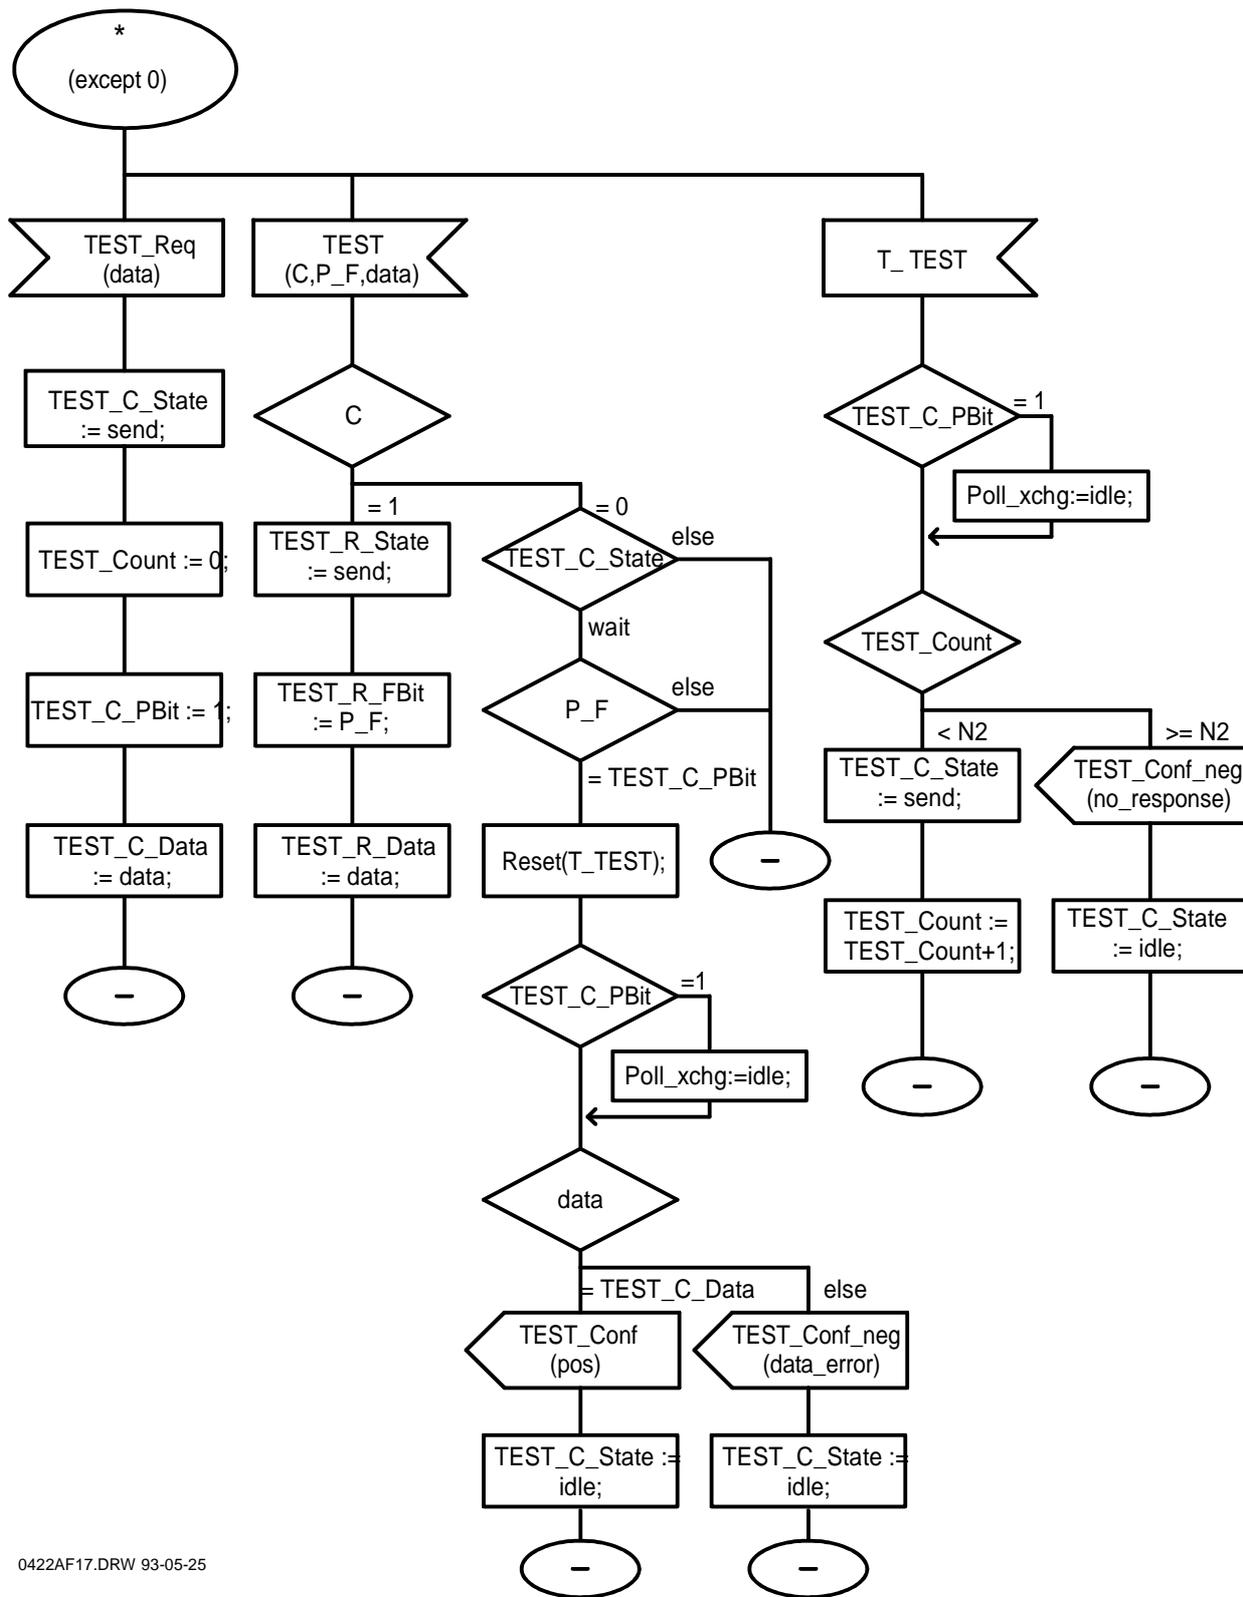 *
(except 0)
TEST_Req
(data)
TEST
(C,P_F,data)
T_ TEST
TEST_C_State
:= send;
C
TEST_C_PBit
= 1
Poll_xchg:=idle;
= 1
= 0
TEST_Count := 0;
TEST_R_State
:= send;
TEST_C_State
else
wait
TEST_Count
TEST_C_PBit := 1;
TEST_R_FBit
:= P_F;
P_F
else
= TEST_C_PBit
< N2
>= N2
TEST_C_State
:= send;
TEST_Conf_neg
(no_response)
TEST_C_Data
:= data;
TEST_R_Data
:= data;
Reset(T_TEST);
–
TEST_Count :=
TEST_Count+1;
TEST_C_State
:= idle;
–
–
TEST_C_PBit
=1
Poll_xchg:=idle;
–
–
data
= TEST_C_Data
else
TEST_Conf
(pos)
TEST_Conf_neg
(data_error)
TEST_C_State :=
idle;
TEST_C_State :=
idle;
–
–
0422AF17.DRW 93-05-25